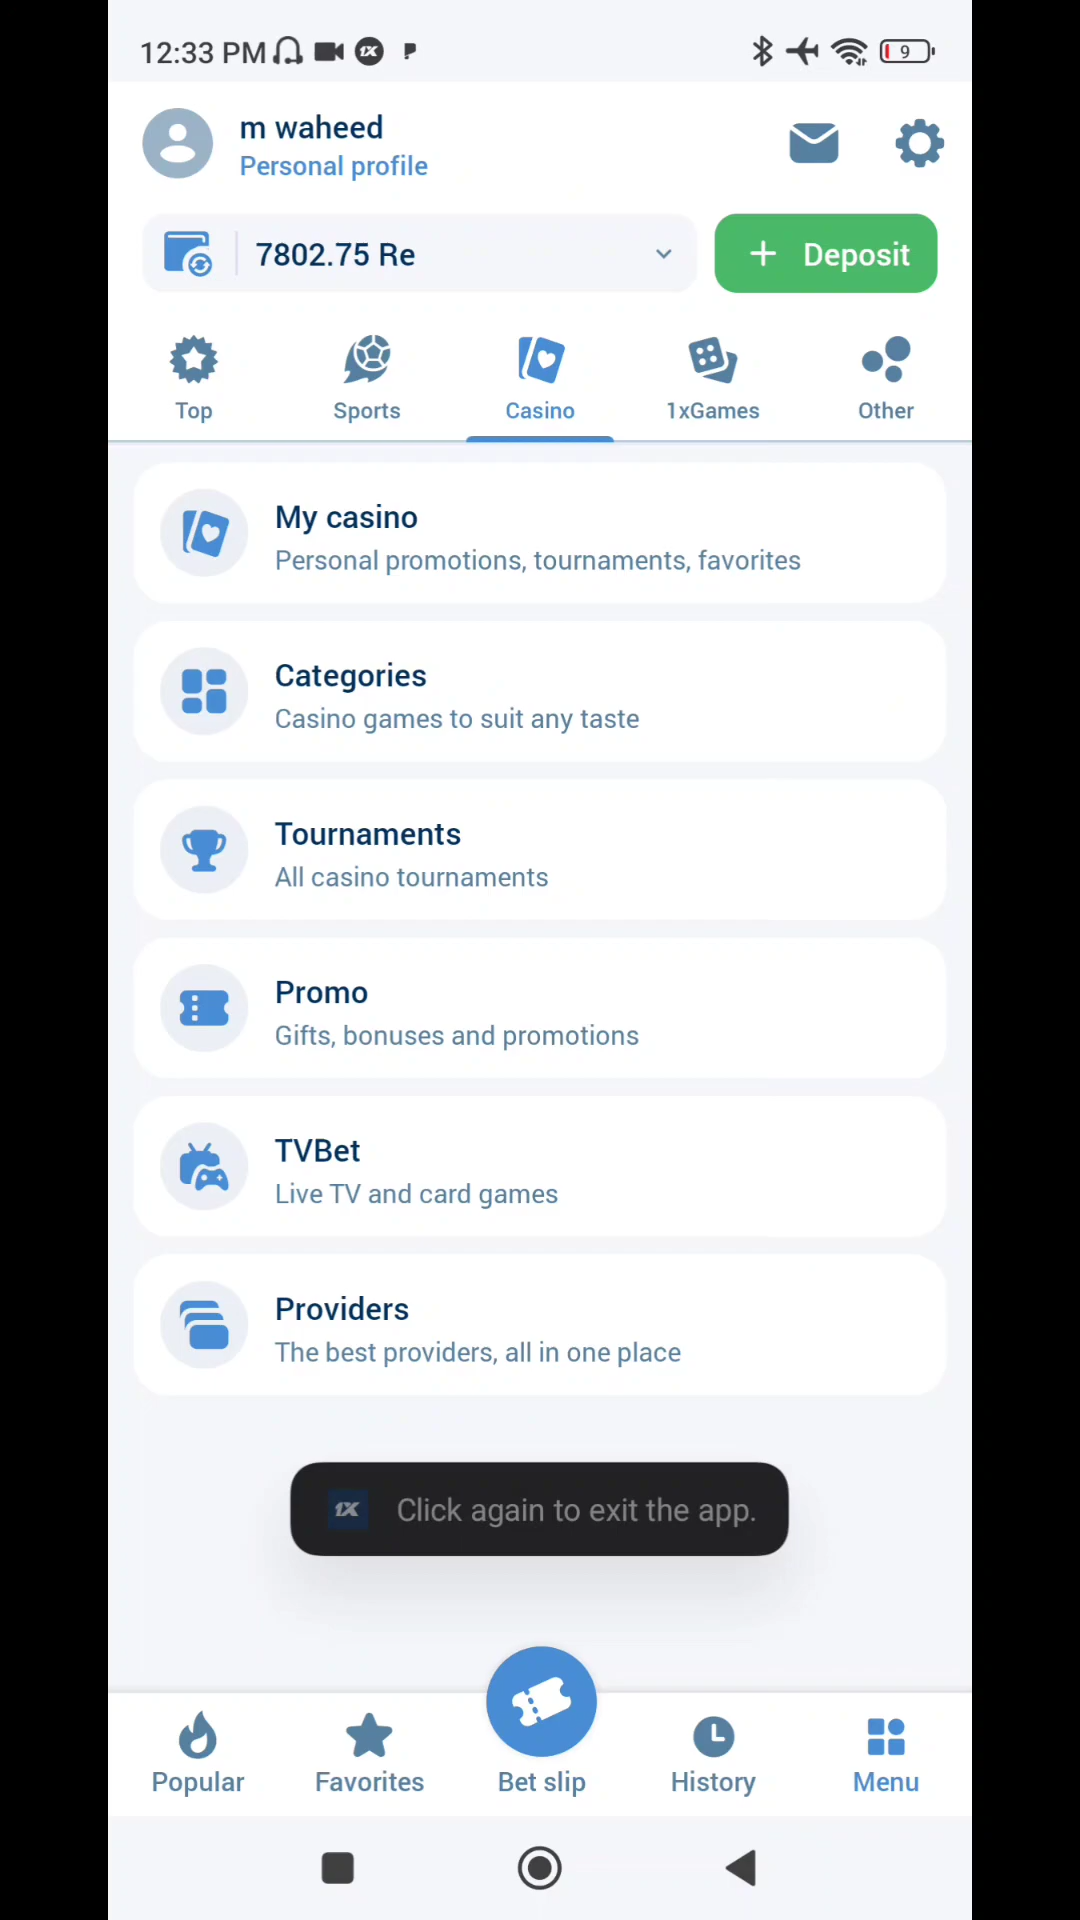 12:33 PM 1X 9
m waheed
Personal profile
7802.75 Re
+ Deposit
Top Sports Casino 1xGames Other
My casino
Personal promotions, tournaments, favorites
Categories
Casino games to suit any taste
Tournaments
All casino tournaments
Promo
Gifts, bonuses and promotions
TVBet
Live TV and card games
Providers
The best providers, all in one place
1X Click again to exit the app.
Popular Favorites Bet slip History Menu